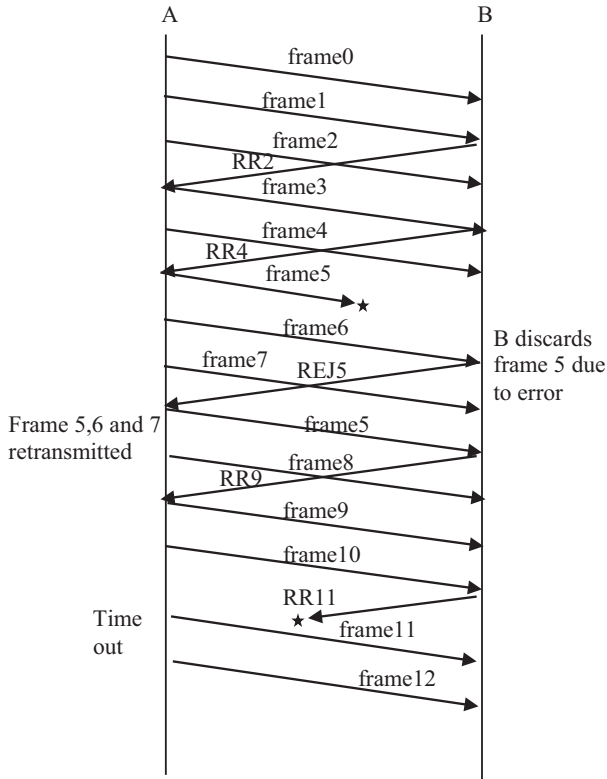 A
B
frame0
frame1
frame2
RR2
frame3
frame4
RR4
frame5
frame6
B discards
frame 5 due
to error
frame7
REJ5
Frame 5,6 and 7
retransmitted
frame5
frame8
RR9
frame9
frame10
RR11
Time
out
frame11
frame12